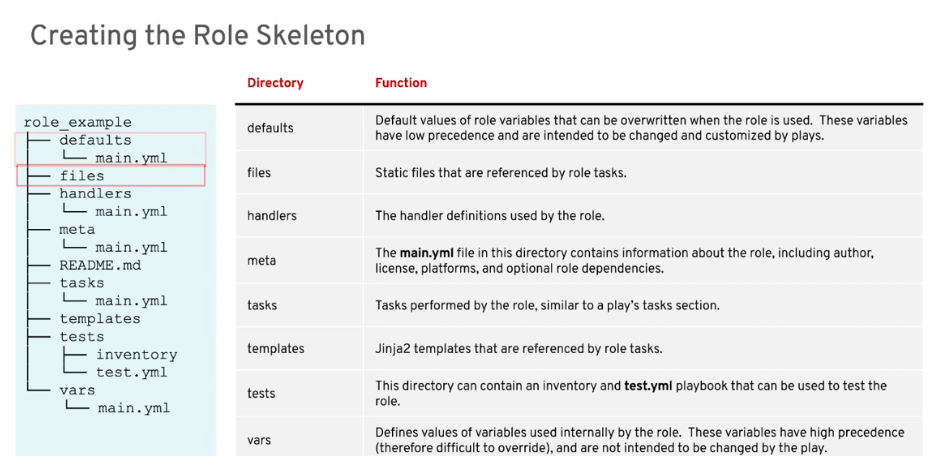 Creating the Role Skeleton
Directory Function
role_example
├── defaults
│   └── main.yml
├── files
├── handlers
│   └── main.yml
├── meta
│   └── main.yml
├── README.md
├── tasks
│   └── main.yml
├── templates
├── tests
│   ├── inventory
│   └── test.yml
└── vars
    └── main.yml
defaults
Default values of role variables that can be overwritten when the role is used. These variables
have low precedence and are intended to be changed and customized by plays.
files
Static files that are referenced by role tasks.
handlers
The handler definitions used by the role.
meta
The main.yml file in this directory contains information about the role, including author,
license, platforms, and optional role dependencies.
tasks
Tasks performed by the role, similar to a play's tasks section.
templates
Jinja2 templates that are referenced by role tasks.
tests
This directory can contain an inventory and test.yml playbook that can be used to test the
role.
vars
Defines values of variables used internally by the role. These variables have high precedence
(therefore difficult to override), and are not intended to be changed by the play.